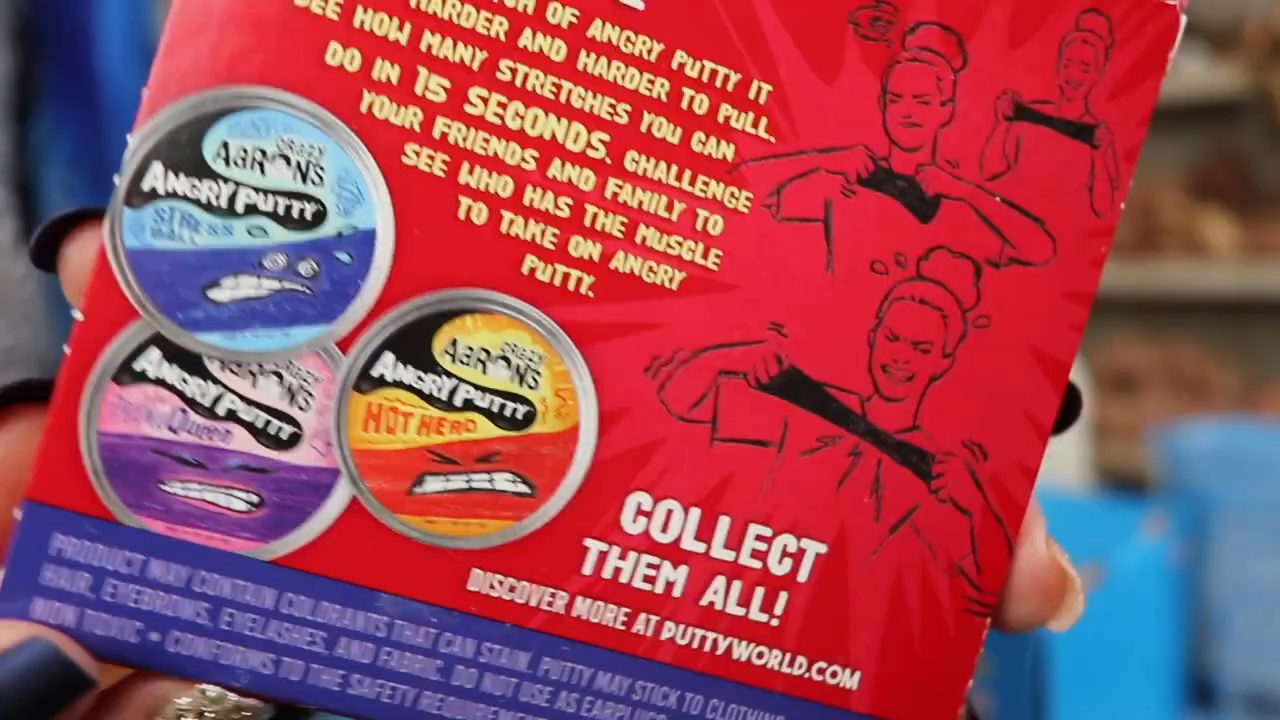 OF ANGRY PUTTY IT
HARDER AND HARDER TO PULL.
SEE HOW MANY STRETCHES YOU CAN
DO IN 15 SECONDS. CHALLENGE
YOUR FRIENDS AND FAMILY TO
SEE WHO HAS THE MUSCLE
TO TAKE ON ANGRY
PUTTY.
CRAZY
AARON'S
ANGRY PUTTY
STRESS
BALL
CRAZY
AARON'S
ANGRY PUTTY
QUEEN
CRAZY
AARON'S
ANGRY PUTTY
HOT HEAD
COLLECT
THEM ALL!
DISCOVER MORE AT PUTTYWORLD.COM
PRODUCT MAY CONTAIN COLORANTS THAT CAN STAIN. PUTTY MAY STICK TO CLOTHING,
HAIR, EYEBROWS, EYELASHES, AND FABRIC. DO NOT USE AS EARPLUGS.
NON TOXIC • CONFORMS TO THE SAFETY